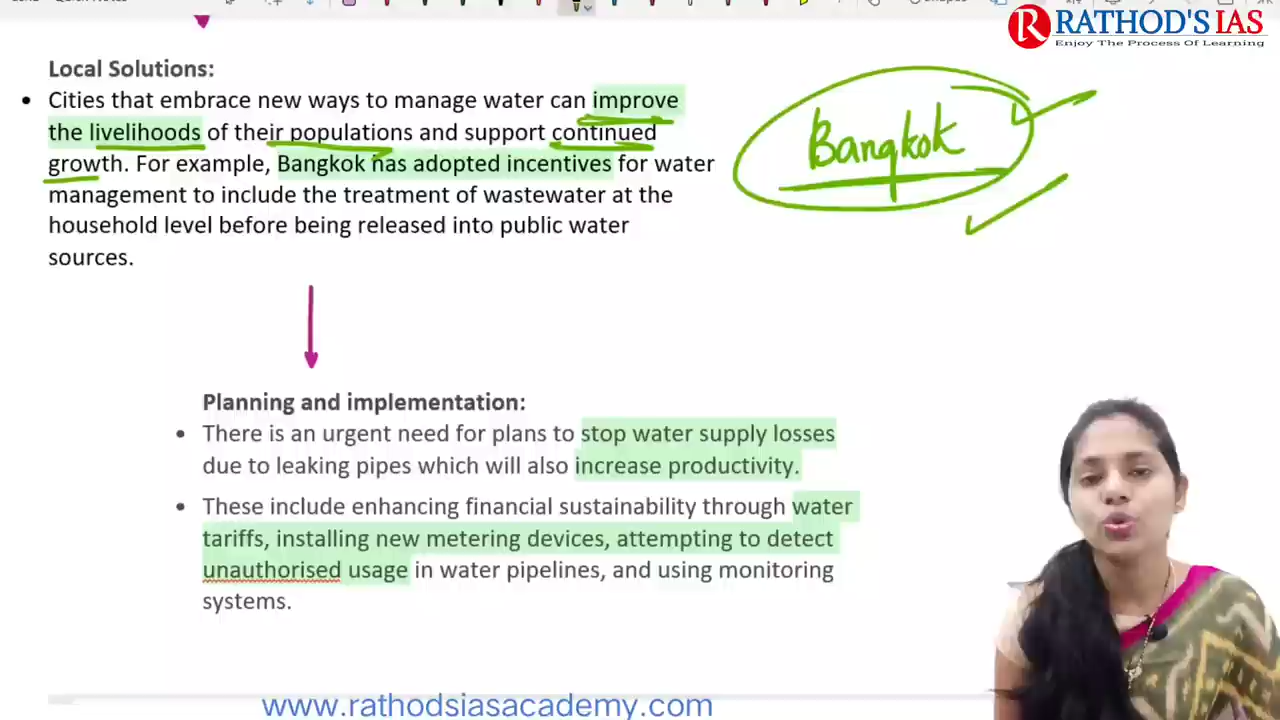 RATHOD'S IAS
Enjoy The Process Of Learning
Local Solutions:
• Cities that embrace new ways to manage water can improve
the livelihoods of their populations and support continued
growth. For example, Bangkok has adopted incentives for water
management to include the treatment of wastewater at the
household level before being released into public water
sources.
Bangkok
Planning and implementation:
• There is an urgent need for plans to stop water supply losses
due to leaking pipes which will also increase productivity.
• These include enhancing financial sustainability through water
tariffs, installing new metering devices, attempting to detect
unauthorised usage in water pipelines, and using monitoring
systems.
www.rathodsiasacademy.com